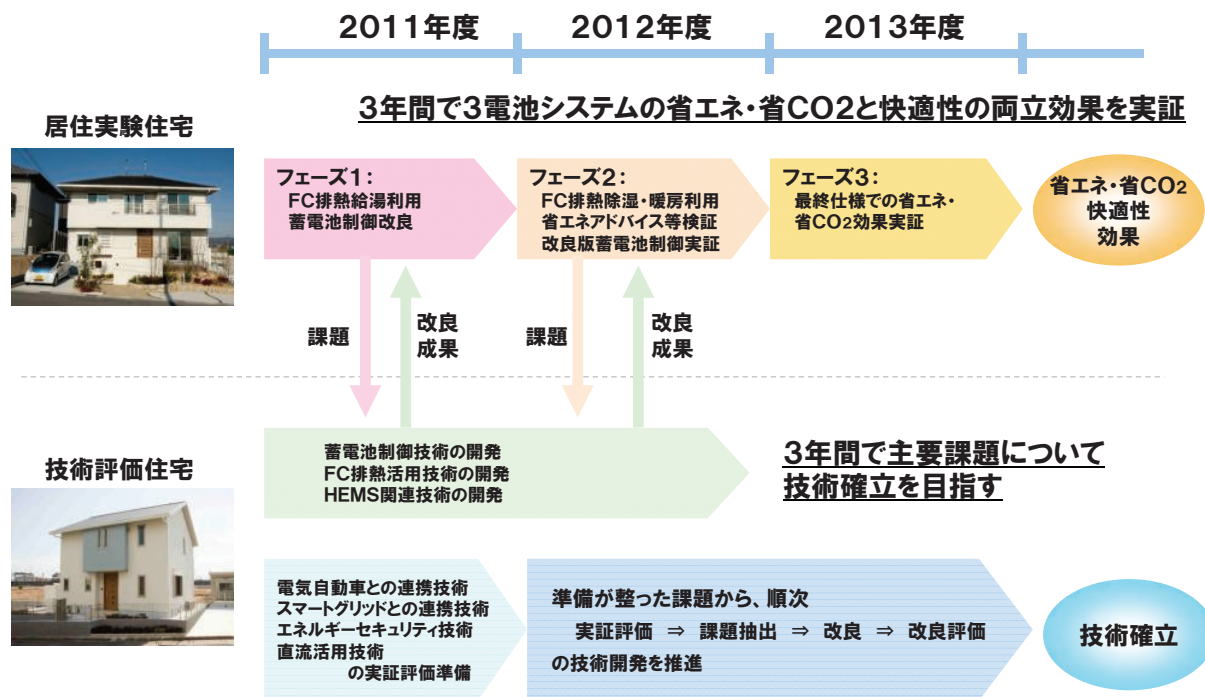 2011年度
2012年度
2013年度
3年間で3電池システムの省エネ・省CO2と快適性の両立効果を実証
居住実験住宅
フェーズ1：
FC排熱給湯利用
蓄電池制御改良
フェーズ2：
FC排熱除湿・暖房利用
省エネアドバイス等検証
改良版蓄電池制御実証
フェーズ3：
最終仕様での省エネ・
省CO2効果実証
省エネ・省CO2
快適性
効果
課題
改良
成果
課題
改良
成果
技術評価住宅
蓄電池制御技術の開発
FC排熱活用技術の開発
HEMS関連技術の開発
3年間で主要課題について
技術確立を目指す
電気自動車との連携技術
スマートグリッドとの連携技術
エネルギーセキュリティ技術
直流活用技術
の実証評価準備
準備が整った課題から、順次
実証評価 ⇒ 課題抽出 ⇒ 改良 ⇒ 改良評価
の技術開発を推進
技術確立